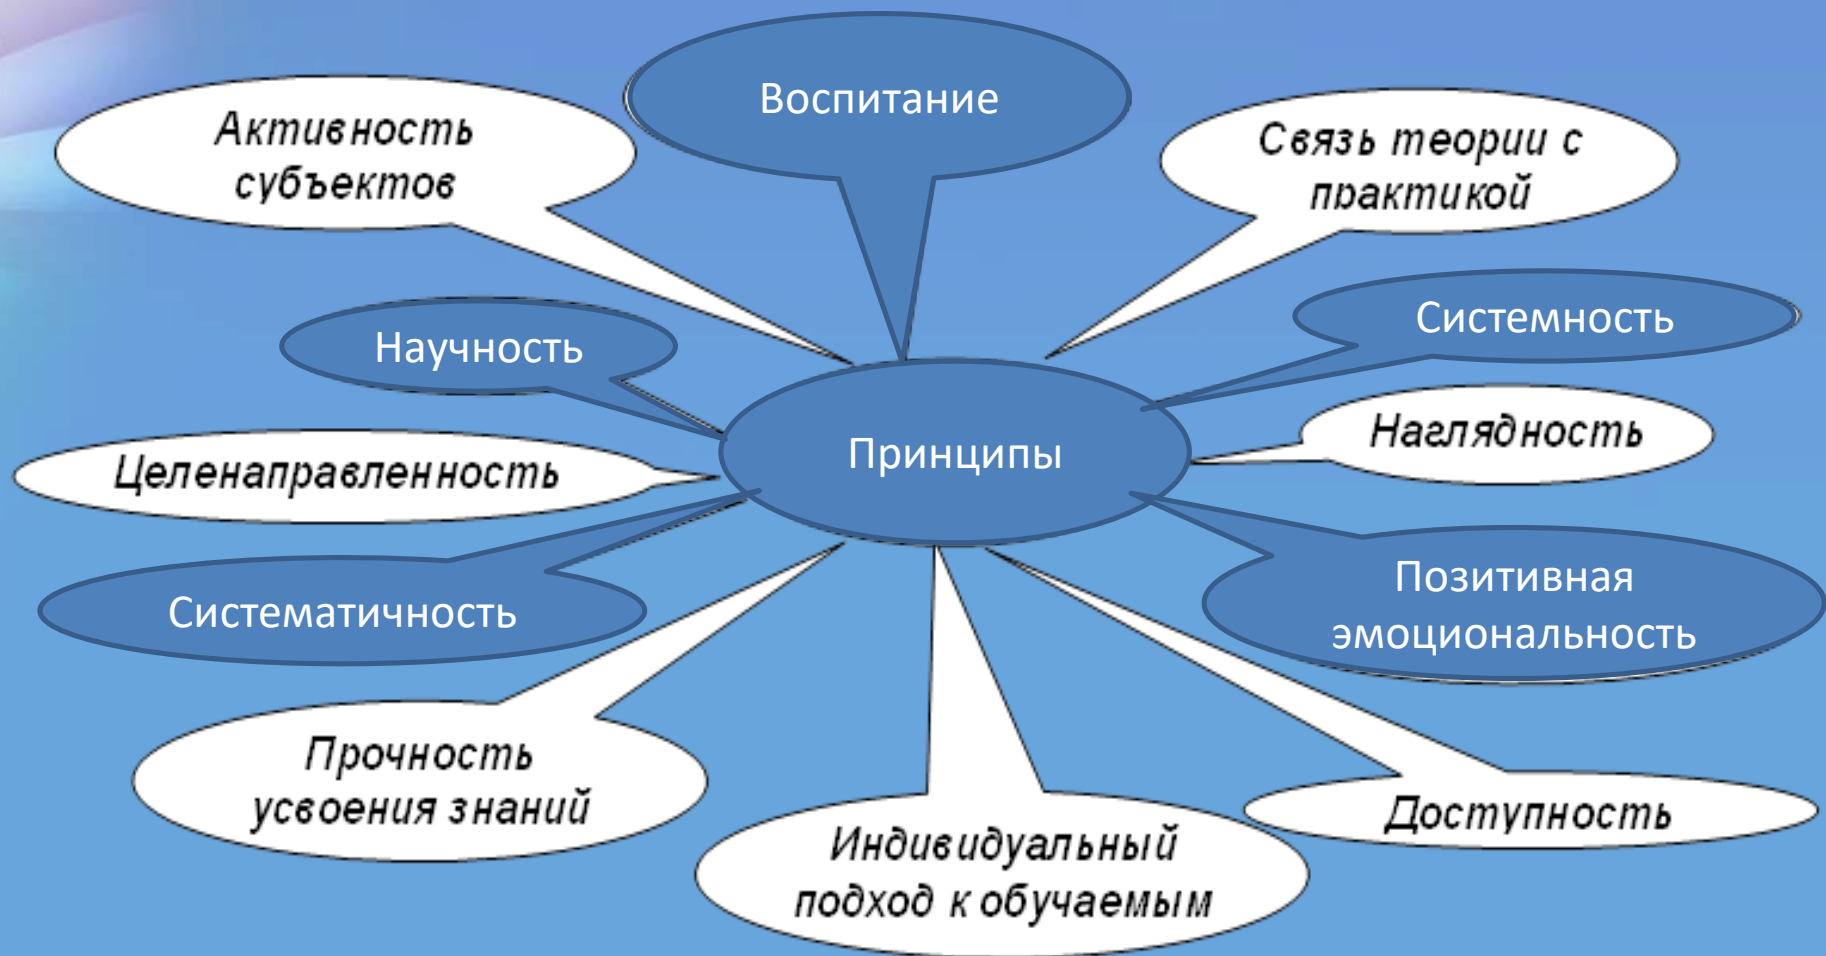 Воспитание
Активность
субъектов
Связь теории с
практикой
Научность
Системность
Целенаправленность
Принципы
Наглядность
Систематичность
Позитивная
эмоциональность
Прочность
усвоения знаний
Индивидуальный
подход к обучаемым
Доступность